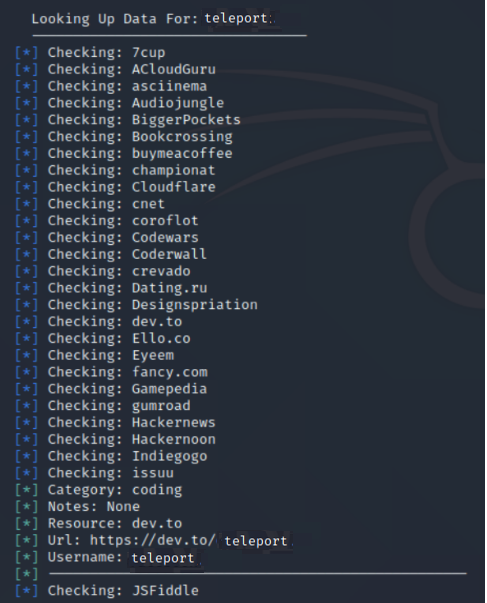 Looking Up Data For: teleport.
[*] Checking: 7cup
[*] Checking: ACloudGuru
[*] Checking: asciinema
[*] Checking: Audiojungle
[*] Checking: BiggerPockets
[*] Checking: Bookcrossing
[*] Checking: buymeacoffee
[*] Checking: championat
[*] Checking: Cloudflare
[*] Checking: cnet
[*] Checking: coroflot
[*] Checking: Codewars
[*] Checking: Coderwall
[*] Checking: crevado
[*] Checking: Dating.ru
[*] Checking: Designspriation
[*] Checking: dev.to
[*] Checking: Ello.co
[*] Checking: Eyeem
[*] Checking: fancy.com
[*] Checking: Gamepedia
[*] Checking: gumroad
[*] Checking: Hackernews
[*] Checking: Hackernoon
[*] Checking: Indiegogo
[*] Checking: issuu
[*] Category: coding
[*] Notes: None
[*] Resource: dev.to
[*] Url: https://dev.to/ teleport
[*] Username: teleport
[*]
[*] Checking: JSFiddle